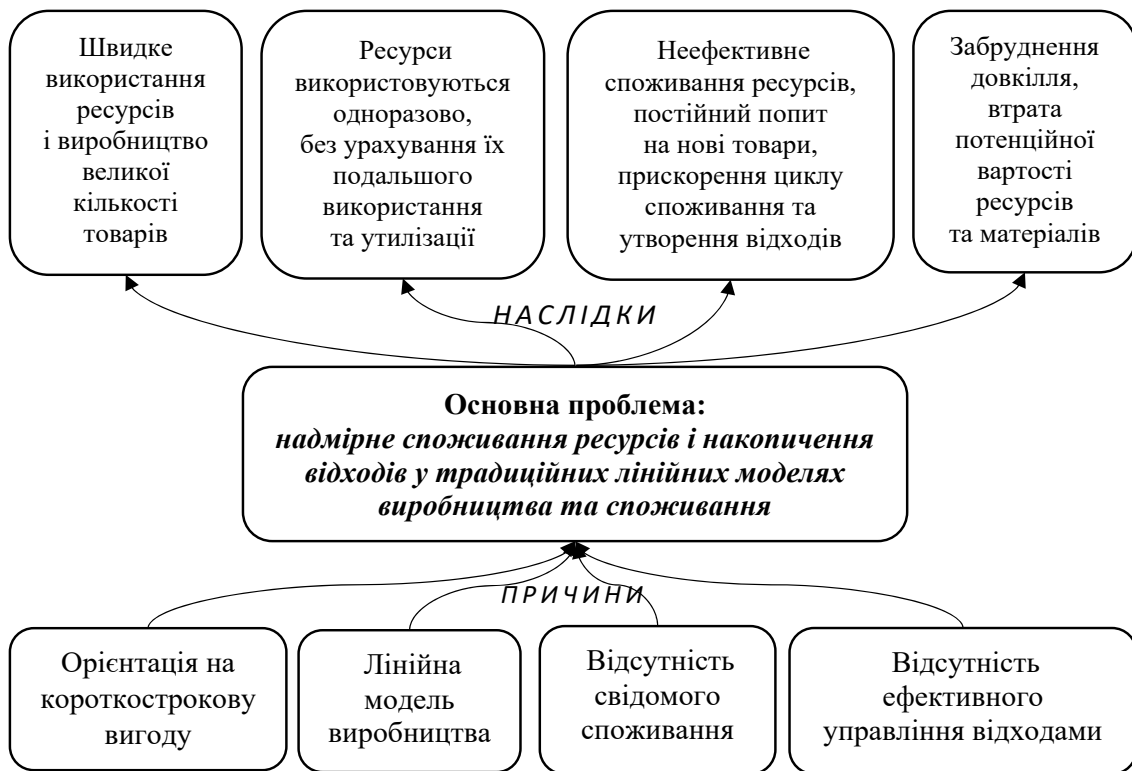 Швидке
використання
ресурсів
і виробництво
великої
кількості
товарів
Ресурси
використовуються
одноразово,
без урахування їх
подальшого
використання
та утилізації
Неефективне
споживання ресурсів,
постійний попит
на нові товари,
прискорення циклу
споживання та
утворення відходів
Забруднення
довкілля,
втрата
потенційної
вартості
ресурсів
та матеріалів
НАСЛІДКИ
Основна проблема:
надмірне споживання ресурсів і накопичення
відходів у традиційних лінійних моделях
виробництва та споживання
ПРИЧИНИ
Орієнтація на
короткострокову
вигоду
Лінійна
модель
виробництва
Відсутність
свідомого
споживання
Відсутність
ефективного
управління відходами